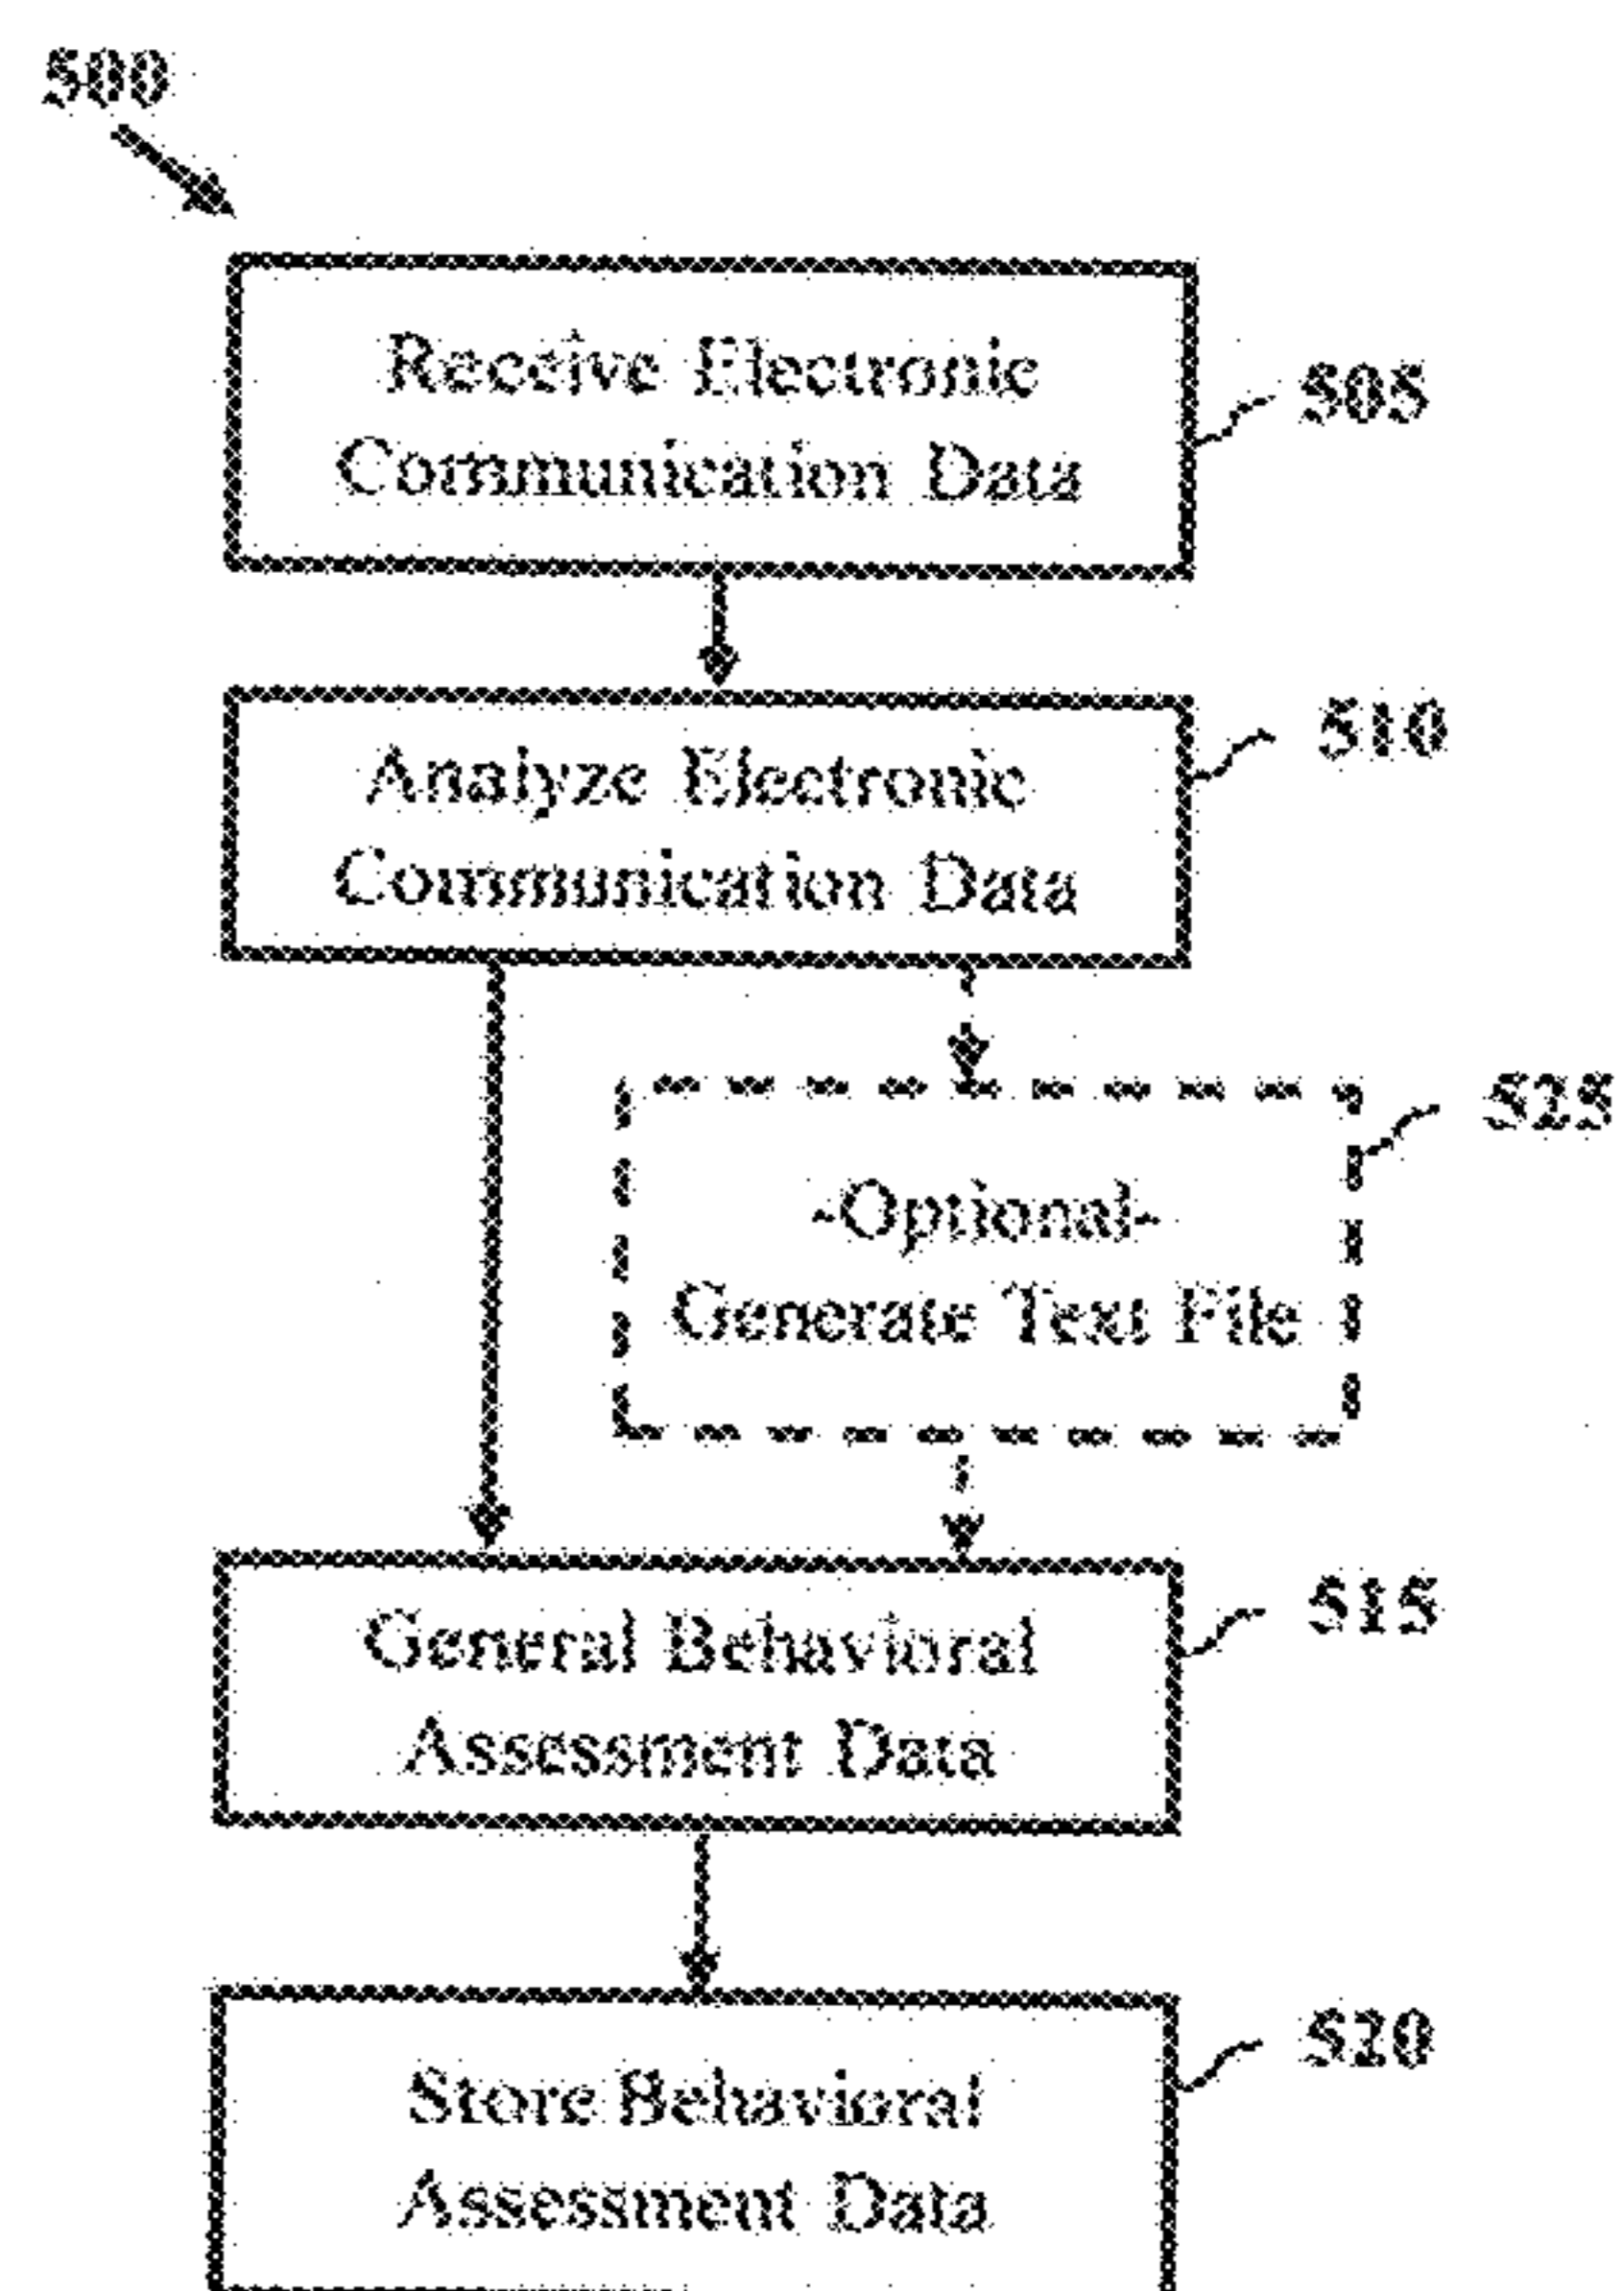 500
Receive Electronic
Communication Data
505
Analyze Electronic
Communication Data
510
-Optional-
Generate Text File
525
General Behavioral
Assessment Data
515
Store Behavioral
Assessment Data
520